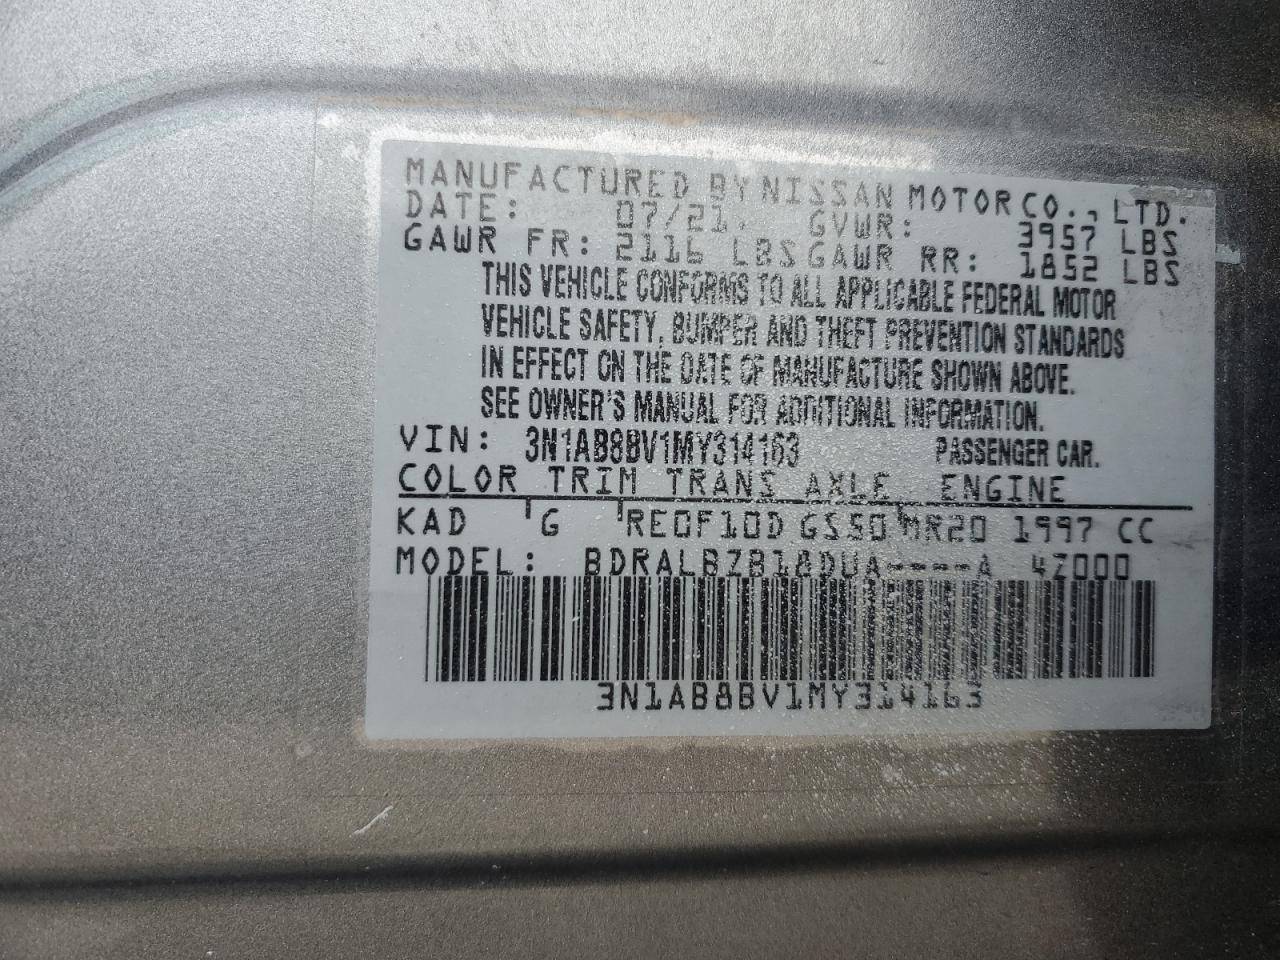 MANUFACTURED BY NISSAN MOTOR CO., LTD.
DATE: 07/21. GVWR: 3957 LBS
GAWR FR: 2116 LBS GAWR RR: 1852 LBS
THIS VEHICLE CONFORMS TO ALL APPLICABLE FEDERAL MOTOR
VEHICLE SAFETY, BUMPER AND THEFT PREVENTION STANDARDS
IN EFFECT ON THE DATE OF MANUFACTURE SHOWN ABOVE.
SEE OWNER'S MANUAL FOR ADDITIONAL INFORMATION.
VIN: 3N1AB8BV1MY314163 PASSENGER CAR.
COLOR TRIM TRANS AXLE ENGINE
KAD G RE0F10D GS50 MR20 1997 CC
MODEL: BDRALBZB18DUA----A 4Z000
3N1AB8BV1MY314163